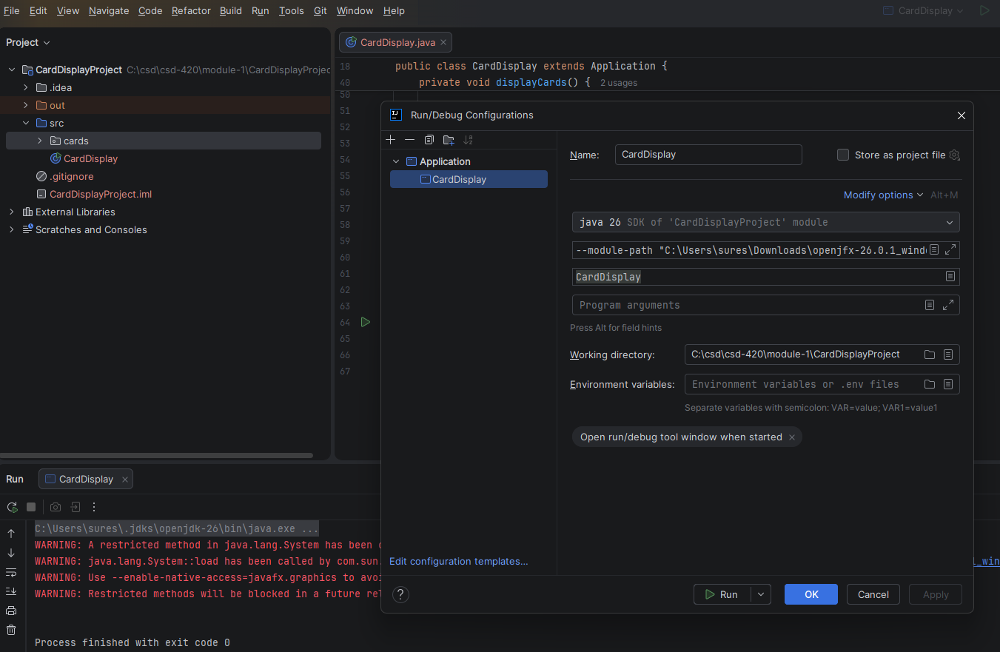 File Edit View Navigate Code Refactor Build Run Tools Git Window Help
CardDisplay
Project
CardDisplayProject C:\csd\csd-420\module-1\CardDisplayProjec
.idea
out
src
cards
CardDisplay
.gitignore
CardDisplayProject.iml
External Libraries
Scratches and Consoles
CardDisplay.java
18 public class CardDisplay extends Application {
40 private void displayCards() { 2 usages
50
51
52
53
54
55
56
57
58
59
60
61
62
63
64
65
66
67
Run/Debug Configurations
Application
CardDisplay
Edit configuration templates...
Name: CardDisplay Store as project file
Modify options Alt+M
java 26 SDK of 'CardDisplayProject' module
--module-path "C:\Users\sures\Downloads\openjfx-26.0.1_wind
CardDisplay
Program arguments
Press Alt for field hints
Working directory: C:\csd\csd-420\module-1\CardDisplayProject
Environment variables: Environment variables or .env files
Separate variables with semicolon: VAR=value; VAR1=value1
Open run/debug tool window when started
? Run OK Cancel Apply
Run CardDisplay
C:\Users\sures\.jdks\openjdk-26\bin\java.exe ...
WARNING: A restricted method in java.lang.System has been
WARNING: java.lang.System::load has been called by com.sun. 1_win
WARNING: Use --enable-native-access=javafx.graphics to avoi
WARNING: Restricted methods will be blocked in a future rel
Process finished with exit code 0